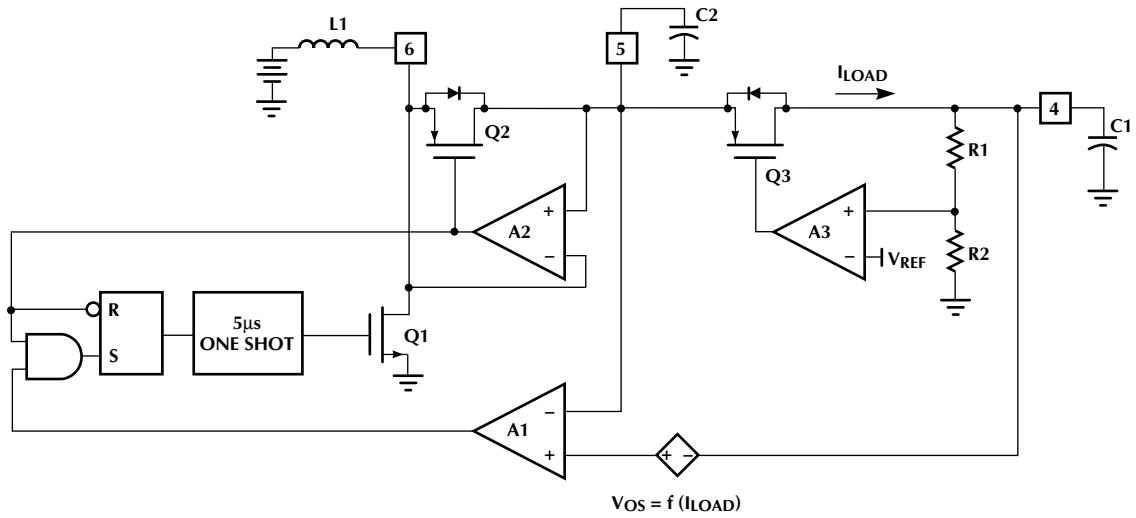 L1
6
5
C2
ILOAD
4
C1
Q2
Q3
R1
R2
+
A2
−
+
A3
−
VREF
R
S
5µs
ONE SHOT
Q1
−
A1
+
+ −
VOS = f (ILOAD)